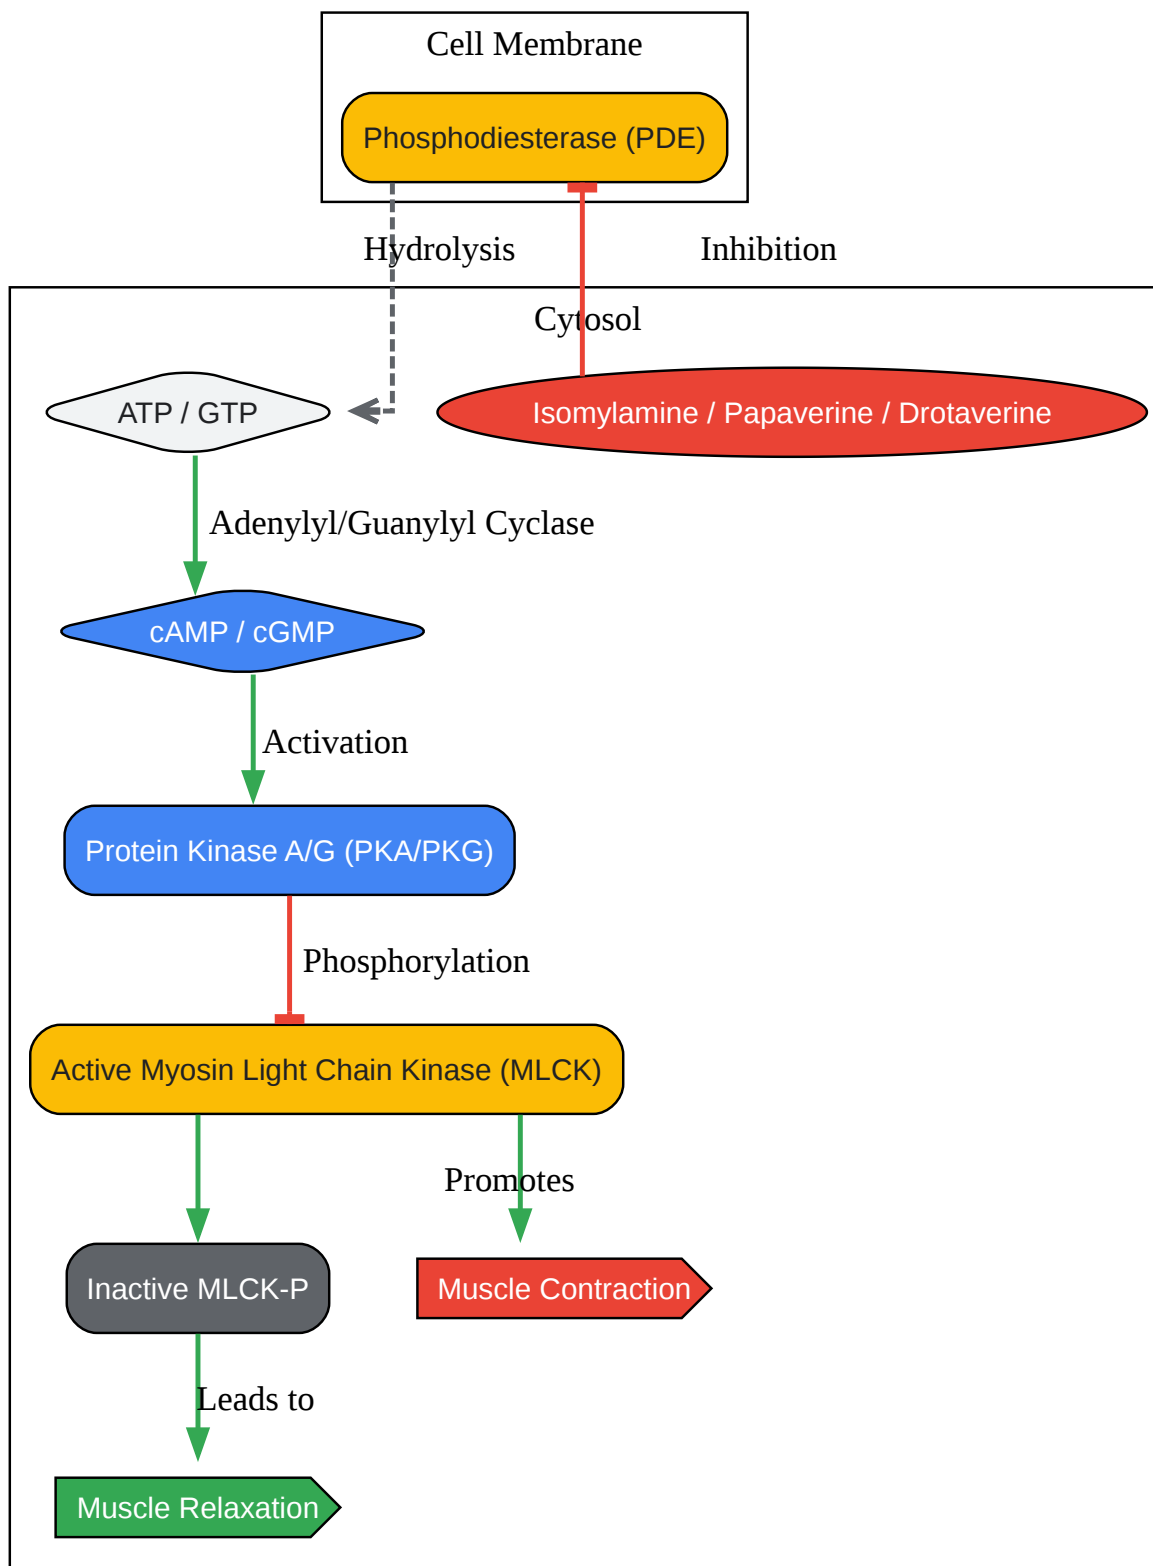 Cell Membrane
Phosphodiesterase (PDE)
Hydrolysis
Inhibition
Cytosol
ATP / GTP
Isomylamine / Papaverine / Drotaverine
Adenylyl/Guanylyl Cyclase
cAMP / cGMP
Activation
Protein Kinase A/G (PKA/PKG)
Phosphorylation
Active Myosin Light Chain Kinase (MLCK)
Promotes
Inactive MLCK-P
Muscle Contraction
Leads to
Muscle Relaxation